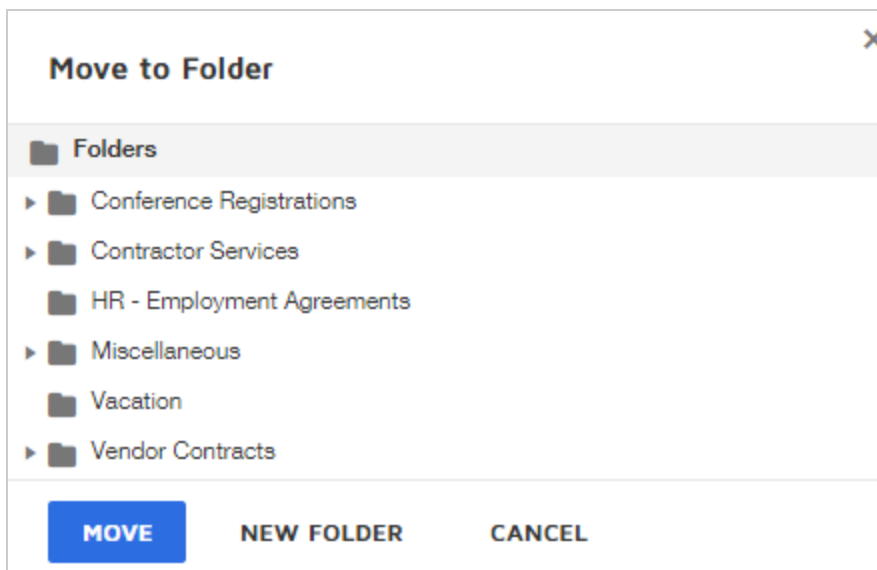 Move to Folder
Folders
Conference Registrations
Contractor Services
HR - Employment Agreements
Miscellaneous
Vacation
Vendor Contracts
MOVE NEW FOLDER CANCEL